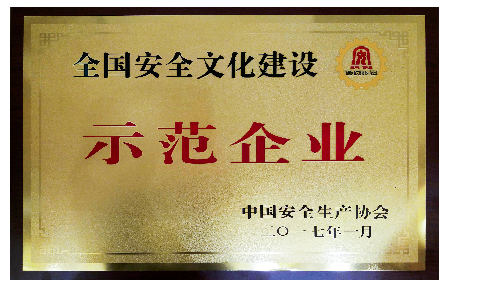 全国安全文化建设
示范企业
中国安全生产协会
二〇一七年一月